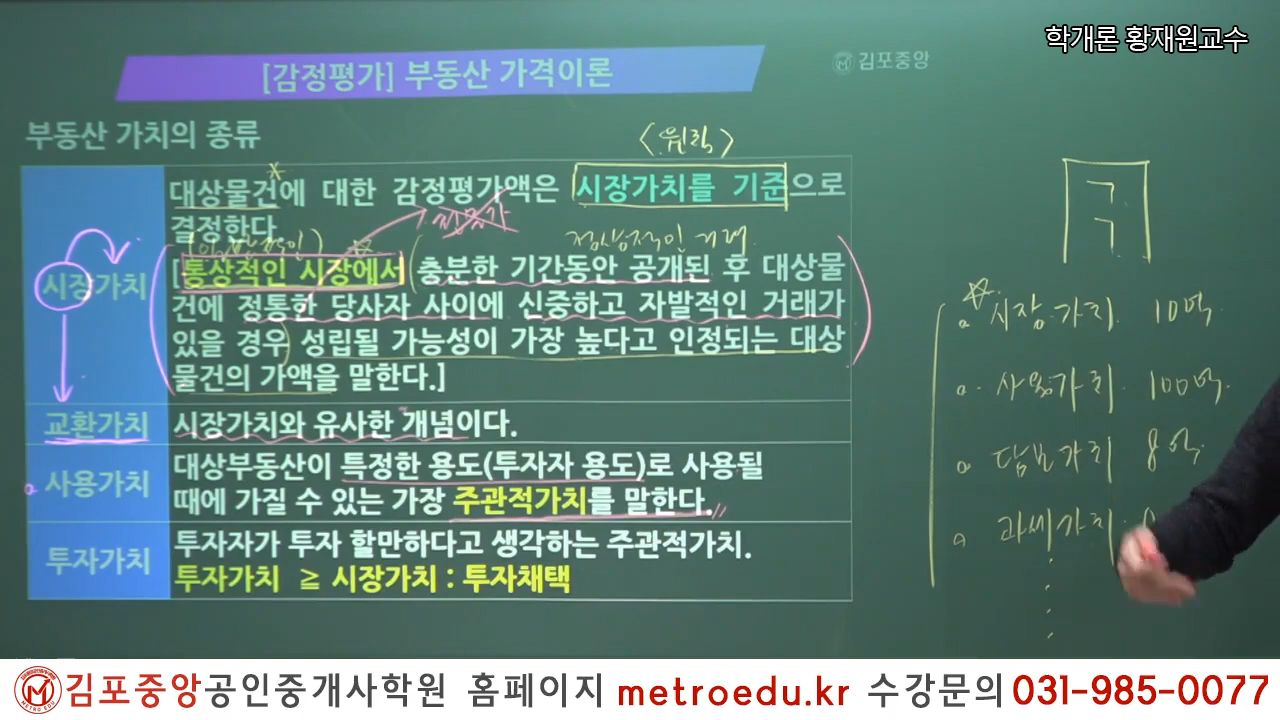 학개론 황재원교수
[감정평가] 부동산 가격이론
김포중앙
부동산 가치의 종류
<원칙>
대상물건에 대한 감정평가액은 시장가치를 기준으로
결정한다
정상적인 거래
시장가치
[통상적인 시장에서 충분한 기간동안 공개된 후 대상물
건에 정통한 당사자 사이에 신중하고 자발적인 거래가
있을 경우 성립될 가능성이 가장 높다고 인정되는 대상
물건의 가액을 말한다.]
교환가치
시장가치와 유사한 개념이다.
사용가치
대상부동산이 특정한 용도(투자자 용도)로 사용될
때에 가질 수 있는 가장 주관적가치를 말한다.
투자가치
투자자가 투자 할만하다고 생각하는 주관적가치.
투자가치 ≧ 시장가치 : 투자채택
시장가치 10억
사용가치 100억
담보가치 8억
과세가치
김포중앙공인중개사학원 홈페이지 metroedu.kr 수강문의 031-985-0077
METRO EDU